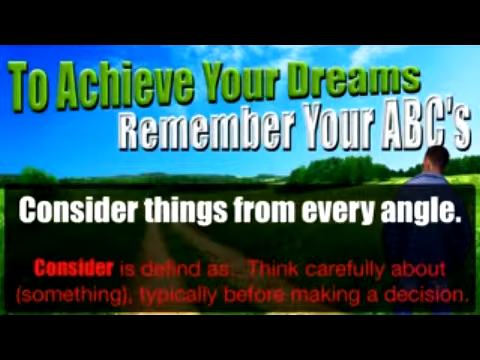 To Achieve Your Dreams
Remember Your ABC's
Consider things from every angle.
Consider is defind as.. Think carefully about
(something), typically before making a decision.